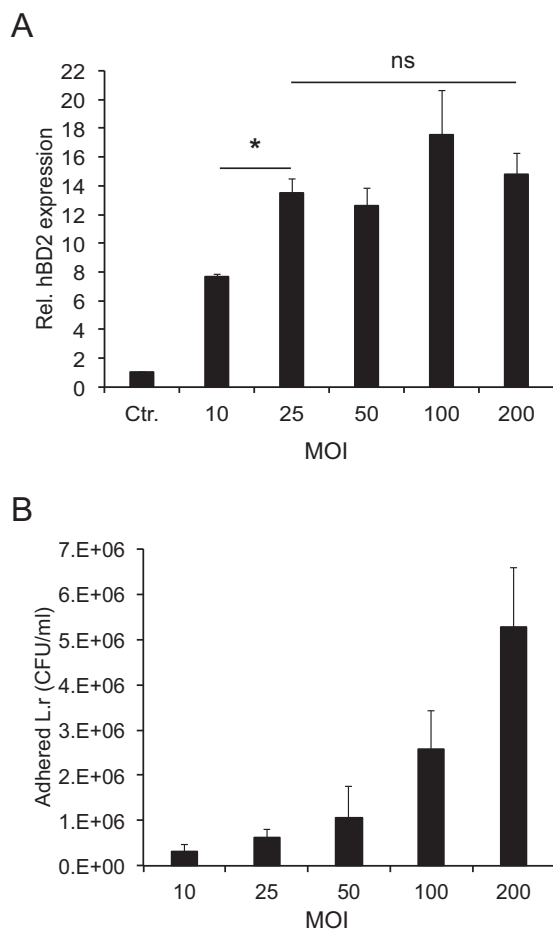 A
ns
*
22
20
18
16
14
12
10
8
6
4
2
0
Rel. hBD2 expression
Ctr. 10 25 50 100 200
MOI
B
7.E+06
6.E+06
5.E+06
4.E+06
3.E+06
2.E+06
1.E+06
0.E+00
Adhered L.r (CFU/ml)
10 25 50 100 200
MOI